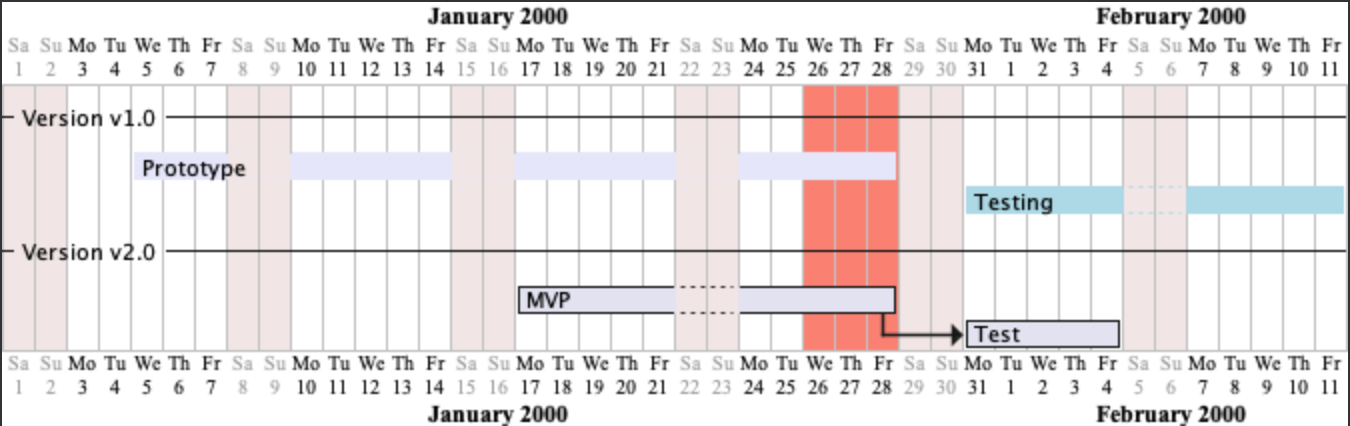 January 2000 February 2000
Sa Su Mo Tu We Th Fr Sa Su Mo Tu We Th Fr Sa Su Mo Tu We Th Fr Sa Su Mo Tu We Th Fr Sa Su Mo Tu We Th Fr Sa Su Mo Tu We Th Fr
1 2 3 4 5 6 7 8 9 10 11 12 13 14 15 16 17 18 19 20 21 22 23 24 25 26 27 28 29 30 31 1 2 3 4 5 6 7 8 9 10 11
Version v1.0
Prototype
Testing
Version v2.0
MVP
Test
Sa Su Mo Tu We Th Fr Sa Su Mo Tu We Th Fr Sa Su Mo Tu We Th Fr Sa Su Mo Tu We Th Fr Sa Su Mo Tu We Th Fr Sa Su Mo Tu We Th Fr
1 2 3 4 5 6 7 8 9 10 11 12 13 14 15 16 17 18 19 20 21 22 23 24 25 26 27 28 29 30 31 1 2 3 4 5 6 7 8 9 10 11
January 2000 February 2000